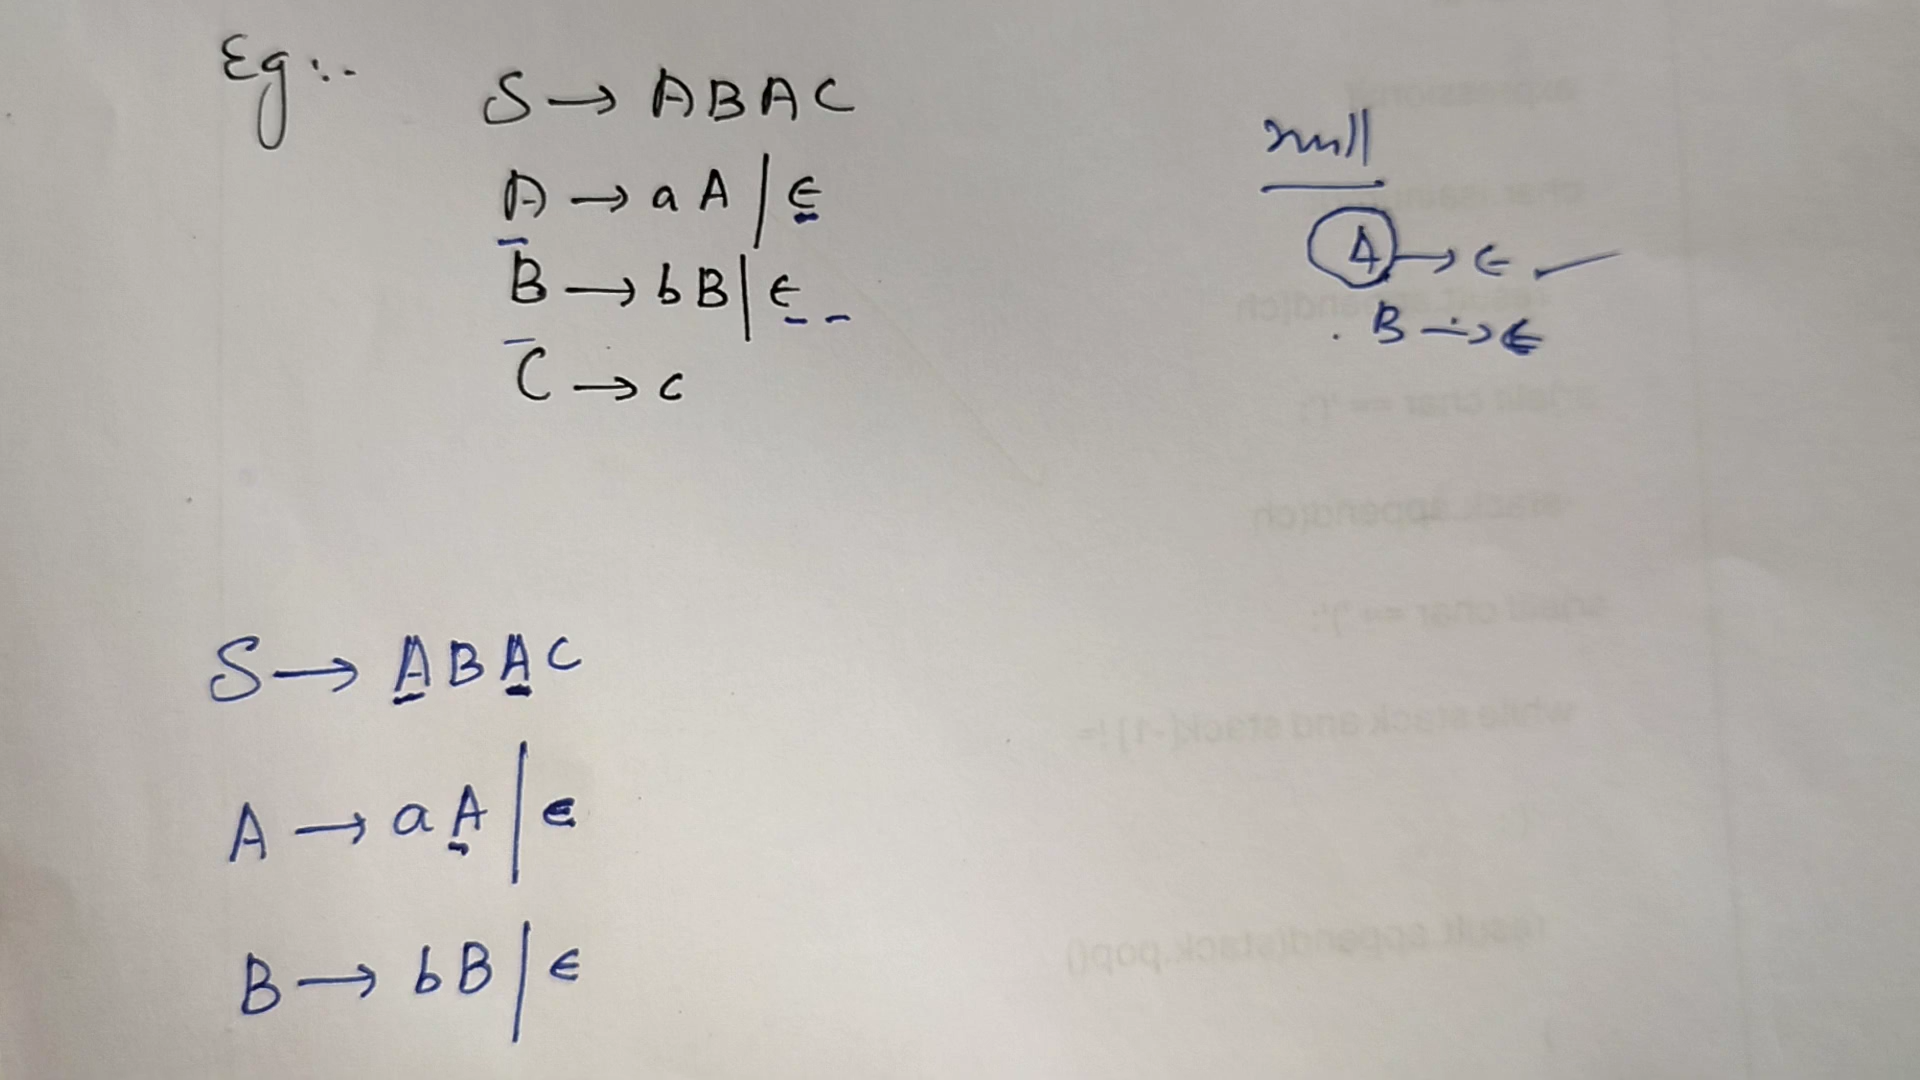 Eg:-
S → ABAC
A → aA | ϵ
B → bB | ϵ
C → c
null
A → ϵ
B → ϵ
S → ABAC
A → aA | ϵ
B → bB | ϵ